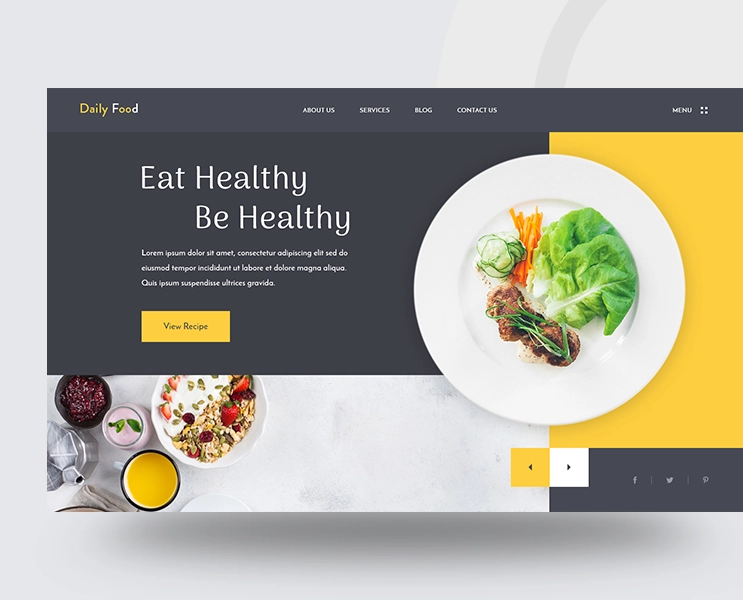 Daily Food
ABOUT US
SERVICES
BLOG
CONTACT US
MENU
Eat Healthy
Be Healthy
Lorem ipsum dolor sit amet, consectetur adipiscing elit sed do
eiusmod tempor incididunt ut labore et dolore magna aliqua.
Quis ipsum suspendisse ultrices gravida.
View Recipe